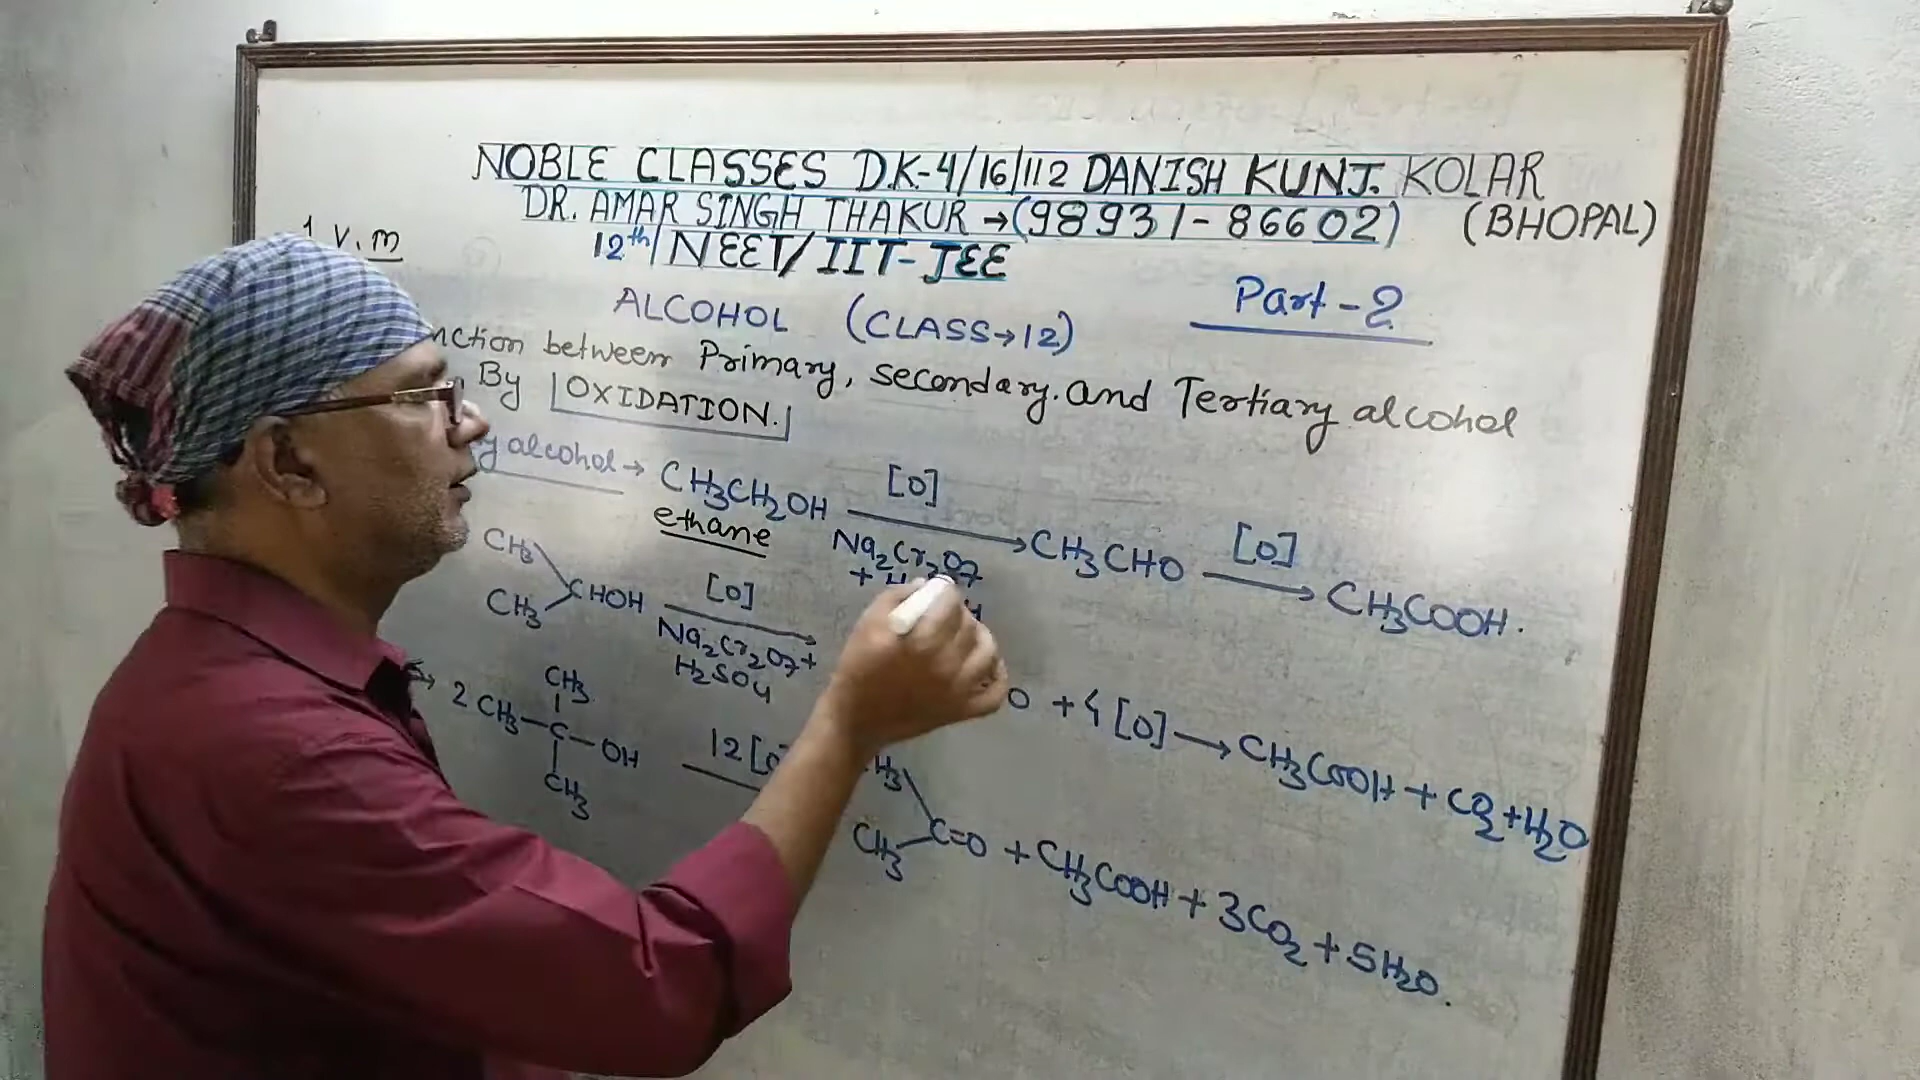 NOBLE CLASSES D.K-4/16/112 DANISH KUNJ. KOLAR
DR. AMAR SINGH THAKUR →(98931-86602) (BHOPAL)
1 V.m
12th/NEET/IIT-JEE
ALCOHOL (CLASS→12) Part-2
nction between Primary, secondary. and Tertiary alcohol
By OXIDATION.
y alcohol → CH3CH2OH [O] Na2Cr2O7 + → CH3CHO [O] → CH3COOH.
ethane
CH3 CH3 CHOH [O] Na2Cr2O7+ H2SO4 → O +4[O] → CH3COOH + CO2+H2O
→ 2 CH3-C-OH CH3 CH3 12[O] CH3 CH3 C=O + CH3COOH + 3CO2 + 5H2O.